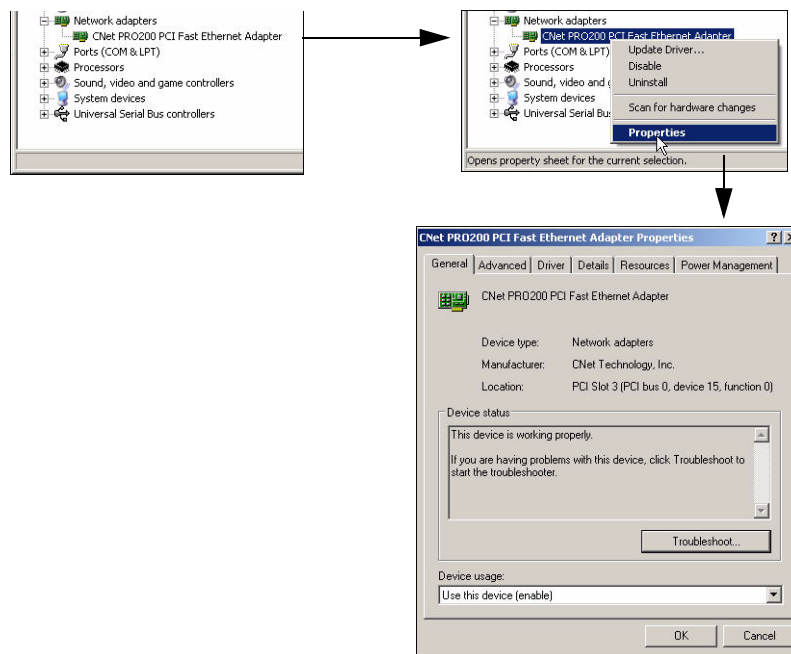 Network adapters
CNet PRO200 PCI Fast Ethernet Adapter
Ports (COM & LPT)
Processors
Sound, video and game controllers
System devices
Universal Serial Bus controllers
Network adapters
CNet PRO200 PCI Fast Ethernet Adapter
Ports (COM & LPT)
Processors
Sound, video and
System devices
Universal Serial Bus
Update Driver...
Disable
Uninstall
Scan for hardware changes
Properties
Opens property sheet for the current selection.
CNet PRO200 PCI Fast Ethernet Adapter Properties
General Advanced Driver Details Resources Power Management
CNet PRO200 PCI Fast Ethernet Adapter
Device type: Network adapters
Manufacturer: CNet Technology, Inc.
Location: PCI Slot 3 (PCI bus 0, device 15, function 0)
Device status
This device is working properly.
If you are having problems with this device, click Troubleshoot to
start the troubleshooter.
Troubleshoot...
Device usage:
Use this device (enable)
OK Cancel